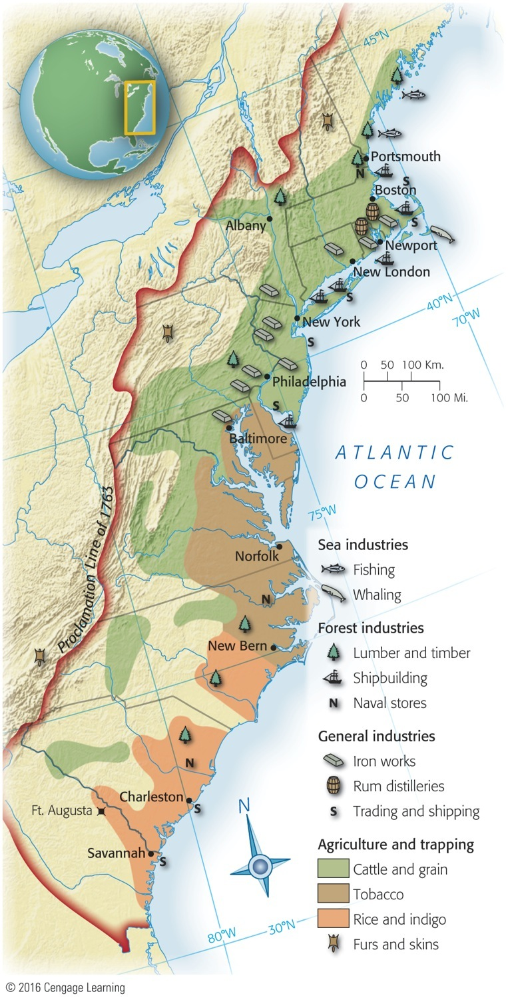 45°N
Portsmouth
N
S
Boston
S
Albany
Newport
New London
S
40°N
70°W
New York
S
0 50 100 Km.
0 50 100 Mi.
Philadelphia
S
Baltimore
ATLANTIC
OCEAN
Proclamation Line of 1763
75°W
Norfolk
N
New Bern
N
Charleston
S
Ft. Augusta
Savannah
S
N
80°W
30°N
Sea industries
Fishing
Whaling
Forest industries
Lumber and timber
Shipbuilding
N Naval stores
General industries
Iron works
Rum distilleries
S Trading and shipping
Agriculture and trapping
Cattle and grain
Tobacco
Rice and indigo
Furs and skins
© 2016 Cengage Learning